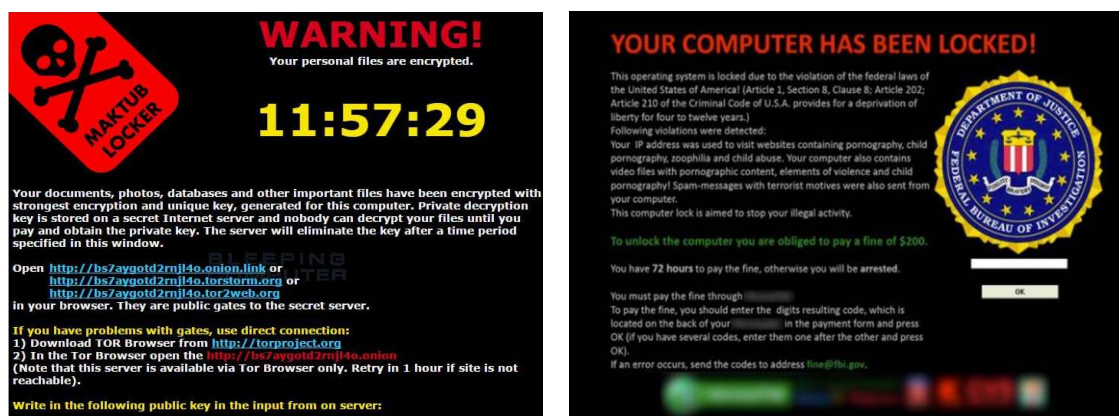 MAKTUB
LOCKER
WARNING!
Your personal files are encrypted.
11:57:29
Your documents, photos, databases and other important files have been encrypted with
strongest encryption and unique key, generated for this computer. Private decryption
key is stored on a secret Internet server and nobody can decrypt your files until you
pay and obtain the private key. The server will eliminate the key after a time period
specified in this window.
BLEEPING
COMPUTER
Open http://bs7aygotd2rnjl4o.onion.link or
http://bs7aygotd2rnjl4o.torstorm.org or
http://bs7aygotd2rnjl4o.tor2web.org
in your browser. They are public gates to the secret server.
If you have problems with gates, use direct connection:
1) Download TOR Browser from http://torproject.org
2) In the Tor Browser open the http://bs7aygotd2rnjl4o.onion
(Note that this server is available via Tor Browser only. Retry in 1 hour if site is not
reachable).
Write in the following public key in the input from on server:
YOUR COMPUTER HAS BEEN LOCKED!
This operating system is locked due to the violation of the federal laws of
the United States of America! (Article 1, Section 8, Clause 8; Article 202;
Article 210 of the Criminal Code of U.S.A. provides for a deprivation of
liberty for four to twelve years.)
Following violations were detected:
Your IP address was used to visit websites containing pornography, child
pornography, zoophilia and child abuse. Your computer also contains
video files with pornographic content, elements of violence and child
pornography! Spam-messages with terrorist motives were also sent from
your computer.
This computer lock is aimed to stop your illegal activity.
To unlock the computer you are obliged to pay a fine of $200.
You have 72 hours to pay the fine, otherwise you will be arrested.
You must pay the fine through
To pay the fine, you should enter the digits resulting code, which is
located on the back of your in the payment form and press
OK (if you have several codes, enter them one after the other and press
OK).
If an error occurs, send the codes to address fine@fbi.gov.
DEPARTMENT OF JUSTICE
FEDERAL BUREAU OF INVESTIGATION
FIDELITY BRAVERY INTEGRITY
OK